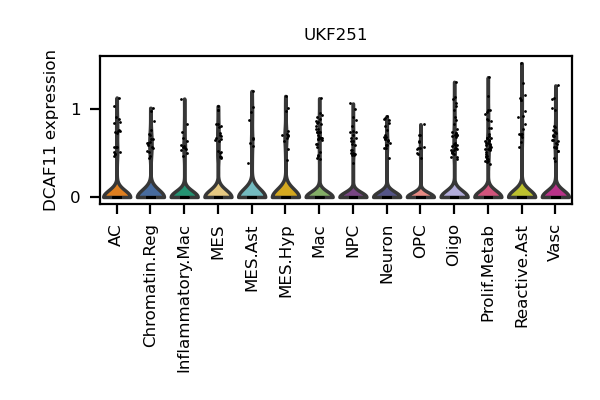 UKF251
DCAF11 expression
1
0
AC
Chromatin.Reg
Inflammatory.Mac
MES
MES.Ast
MES.Hyp
Mac
NPC
Neuron
OPC
Oligo
Prolif.Metab
Reactive.Ast
Vasc